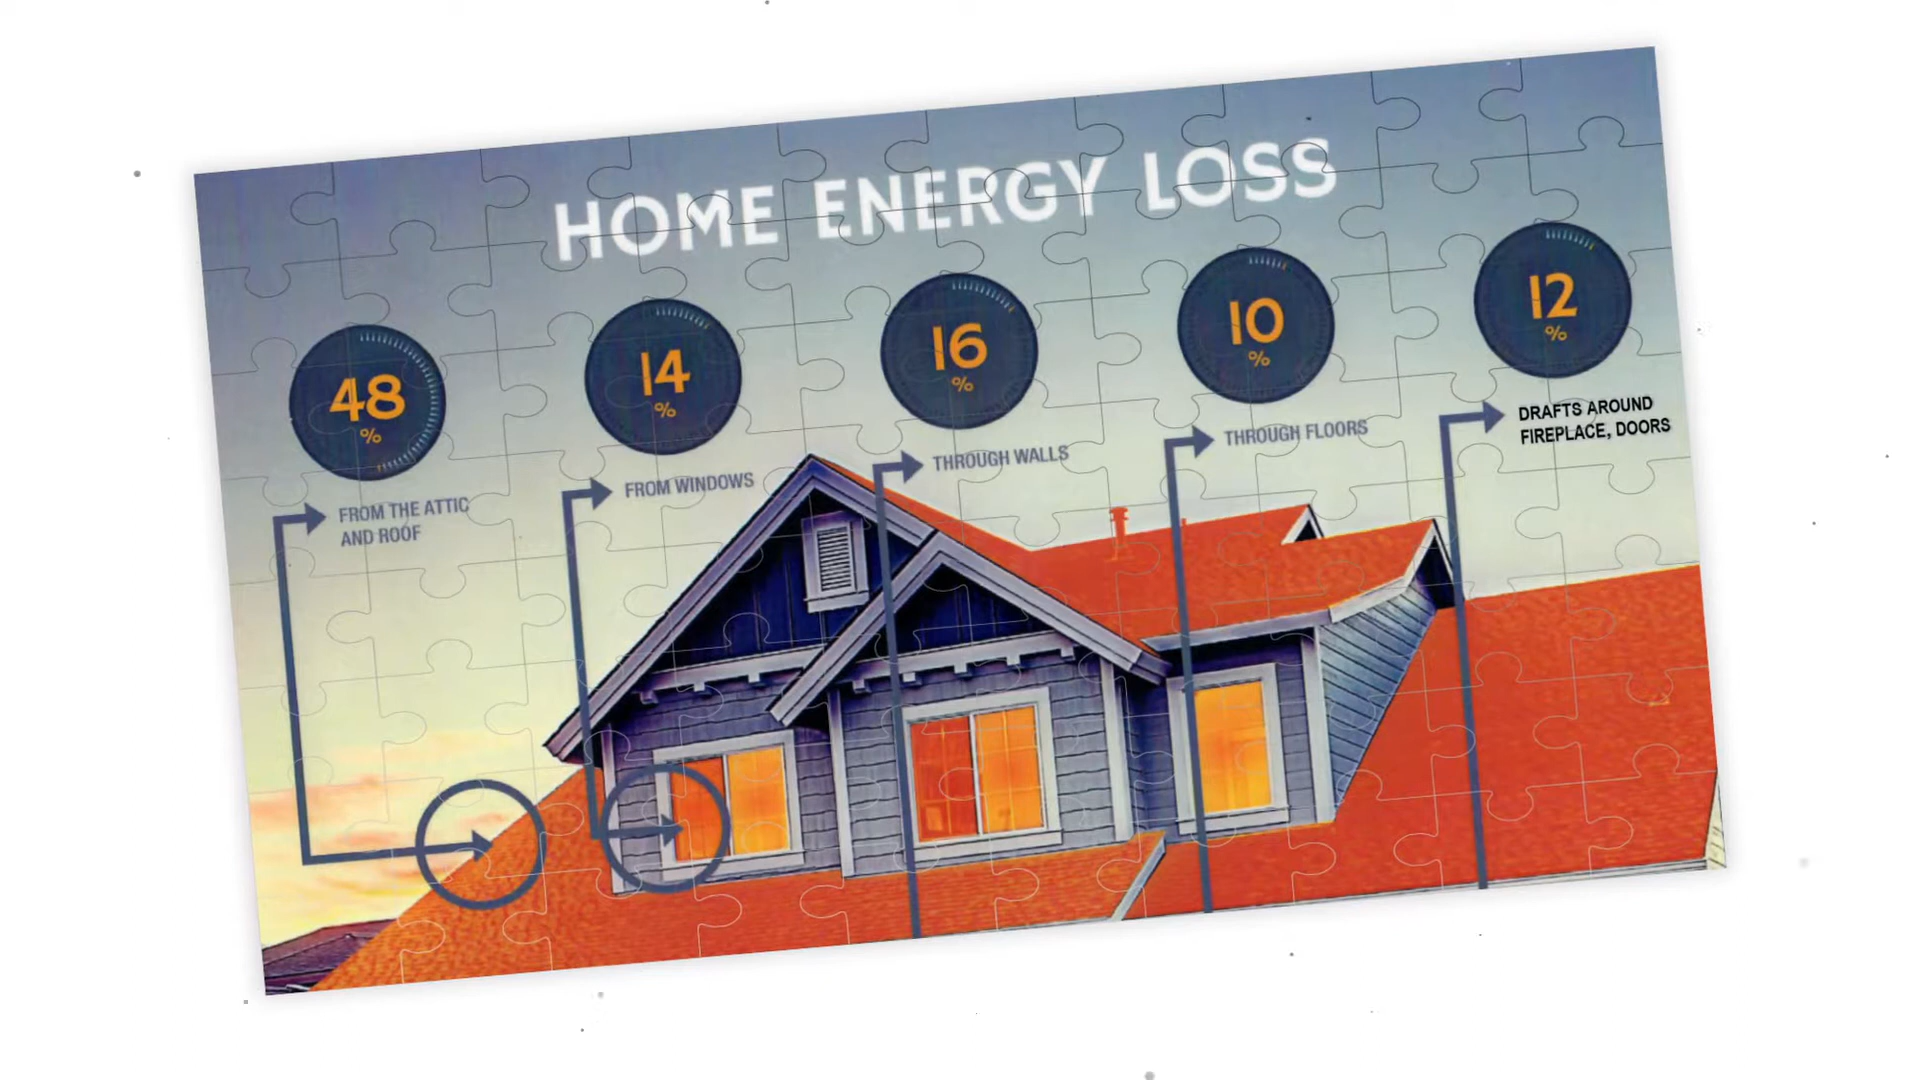 HOME ENERGY LOSS
48
%
FROM THE ATTIC
AND ROOF
14
%
FROM WINDOWS
16
%
THROUGH WALLS
10
%
THROUGH FLOORS
12
%
DRAFTS AROUND
FIREPLACE, DOORS